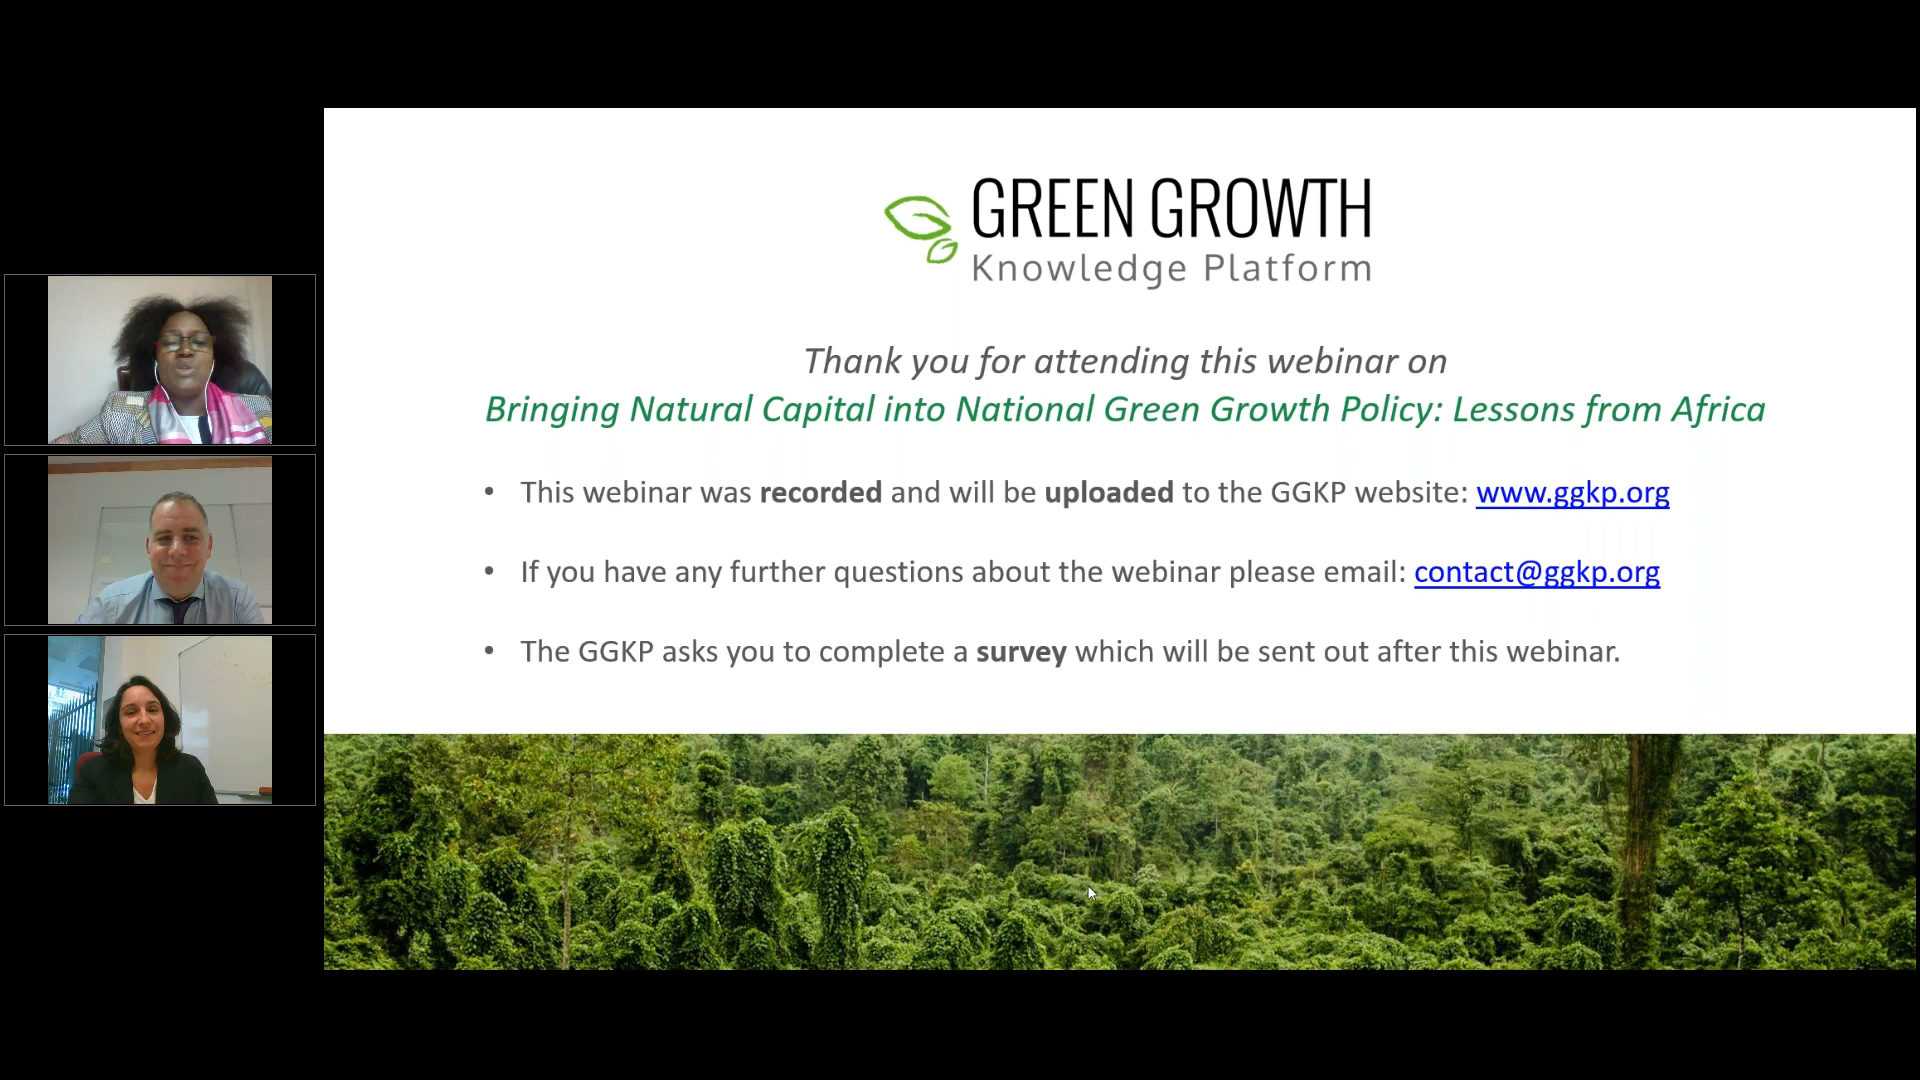 GREEN GROWTH
Knowledge Platform
Thank you for attending this webinar on
Bringing Natural Capital into National Green Growth Policy: Lessons from Africa
• This webinar was recorded and will be uploaded to the GGKP website: www.ggkp.org
• If you have any further questions about the webinar please email: contact@ggkp.org
• The GGKP asks you to complete a survey which will be sent out after this webinar.